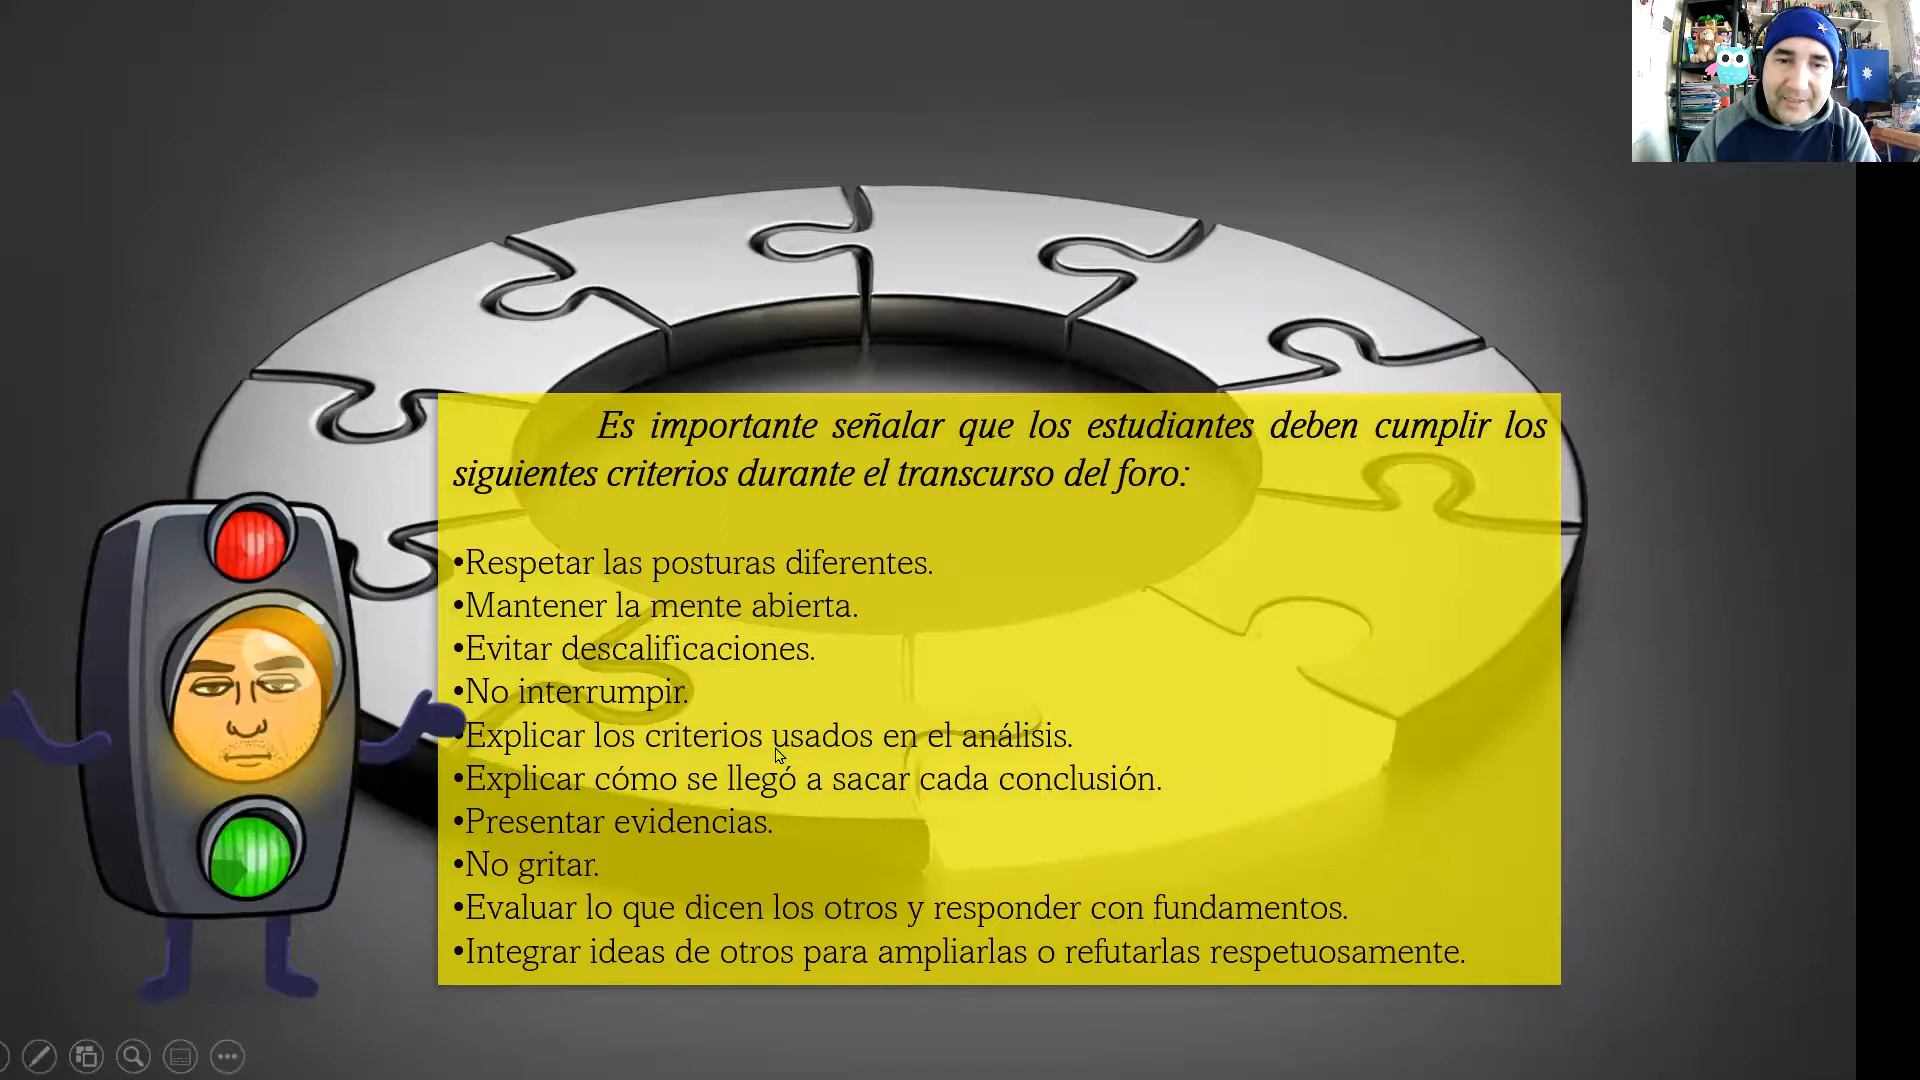 Es importante señalar que los estudiantes deben cumplir los
siguientes criterios durante el transcurso del foro:
•Respetar las posturas diferentes.
•Mantener la mente abierta.
•Evitar descalificaciones.
•No interrumpir.
•Explicar los criterios usados en el análisis.
•Explicar cómo se llegó a sacar cada conclusión.
•Presentar evidencias.
•No gritar.
•Evaluar lo que dicen los otros y responder con fundamentos.
•Integrar ideas de otros para ampliarlas o refutarlas respetuosamente.